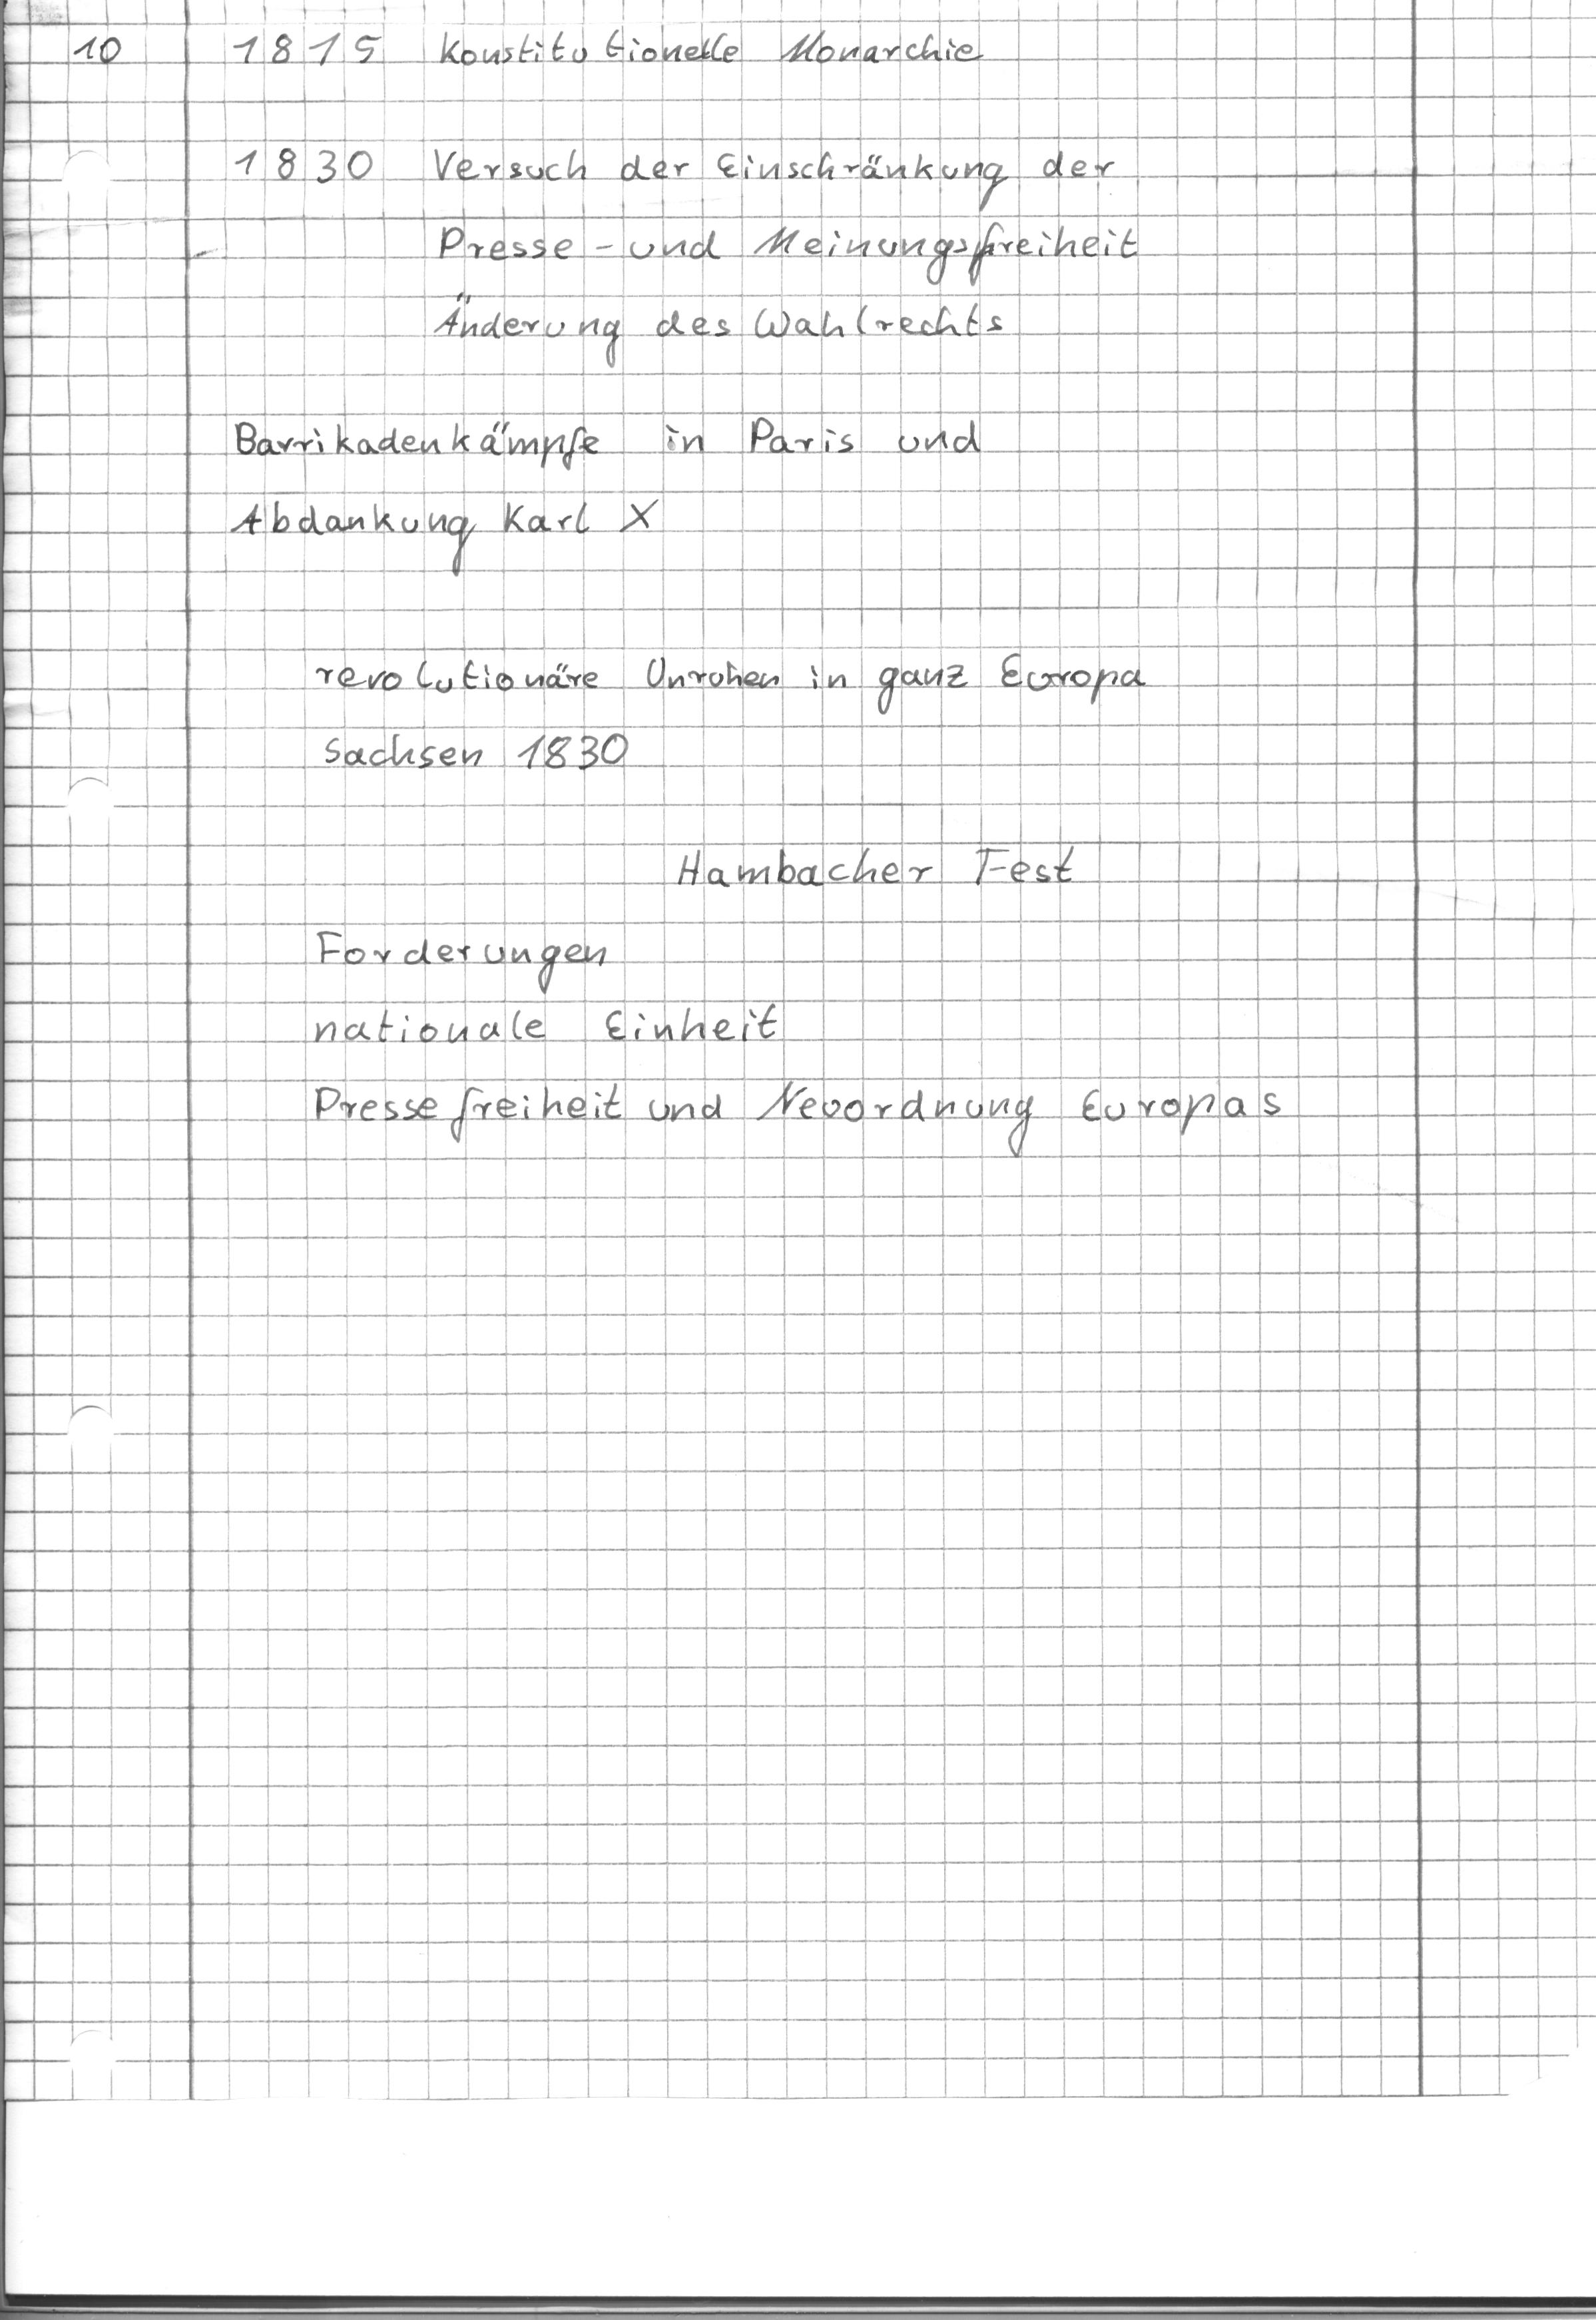 10 1815 Konstitutionelle Monarchie
1830 Versuch der Einschränkung der
Presse - und Meinungsfreiheit
Änderung des Wahlrechts
Barrikadenkämpfe in Paris und
Abdankung Karl X
revolutionäre Unruhen in ganz Europa
Sachsen 1830
Hambacher Fest
Forderungen
nationale Einheit
Pressefreiheit und Neuordnung Europas